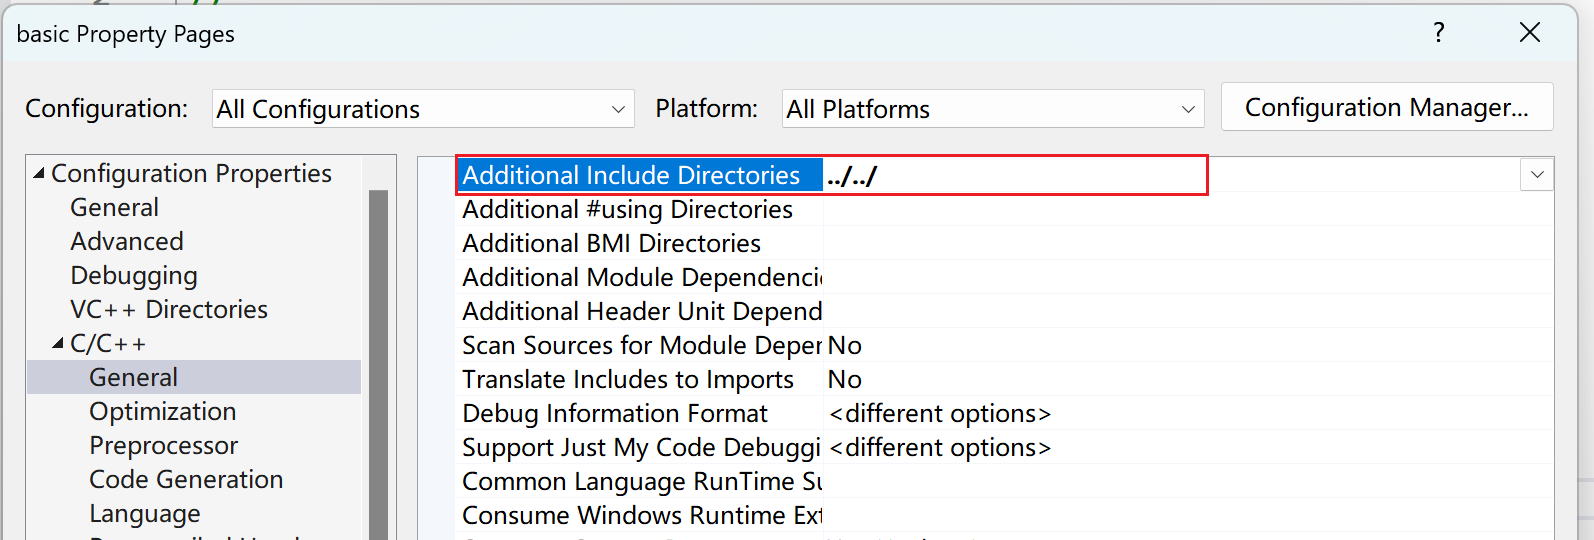 basic Property Pages ?
Configuration: All Configurations Platform: All Platforms Configuration Manager...
Configuration Properties
General
Advanced
Debugging
VC++ Directories
C/C++
General
Optimization
Preprocessor
Code Generation
Language
Additional Include Directories ../../
Additional #using Directories
Additional BMI Directories
Additional Module Dependenci
Additional Header Unit Depend
Scan Sources for Module Deper No
Translate Includes to Imports No
Debug Information Format <different options>
Support Just My Code Debuggi <different options>
Common Language RunTime Su
Consume Windows Runtime Ext